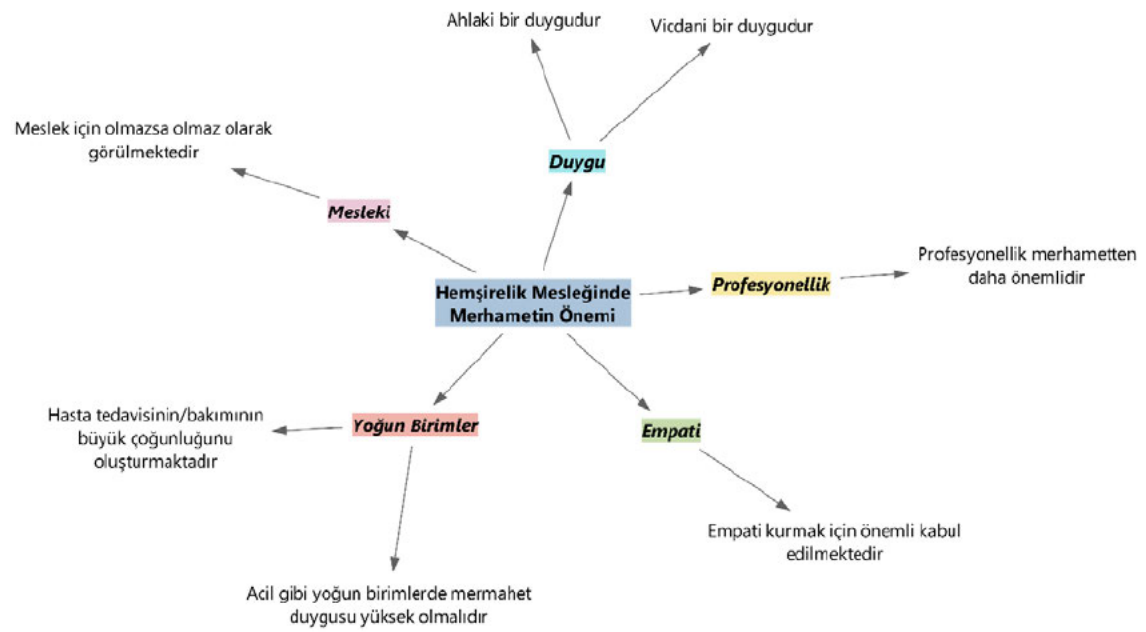 Ahlaki bir duygudur
Vicdani bir duygudur
Meslek için olmazsa olmaz olarak
görülmektedir
Duygu
Mesleki
Profesyonellik merhametten
daha önemlidir
Profesyonellik
Hemşirelik Mesleğinde
Merhametin Önemi
Hasta tedavisinin/bakımının
büyük çoğunluğunu
oluşturmaktadır
Yoğun Birimler
Empati
Empati kurmak için önemli kabul
edilmektedir
Acil gibi yoğun birimlerde mermahet
duygusu yüksek olmalıdır